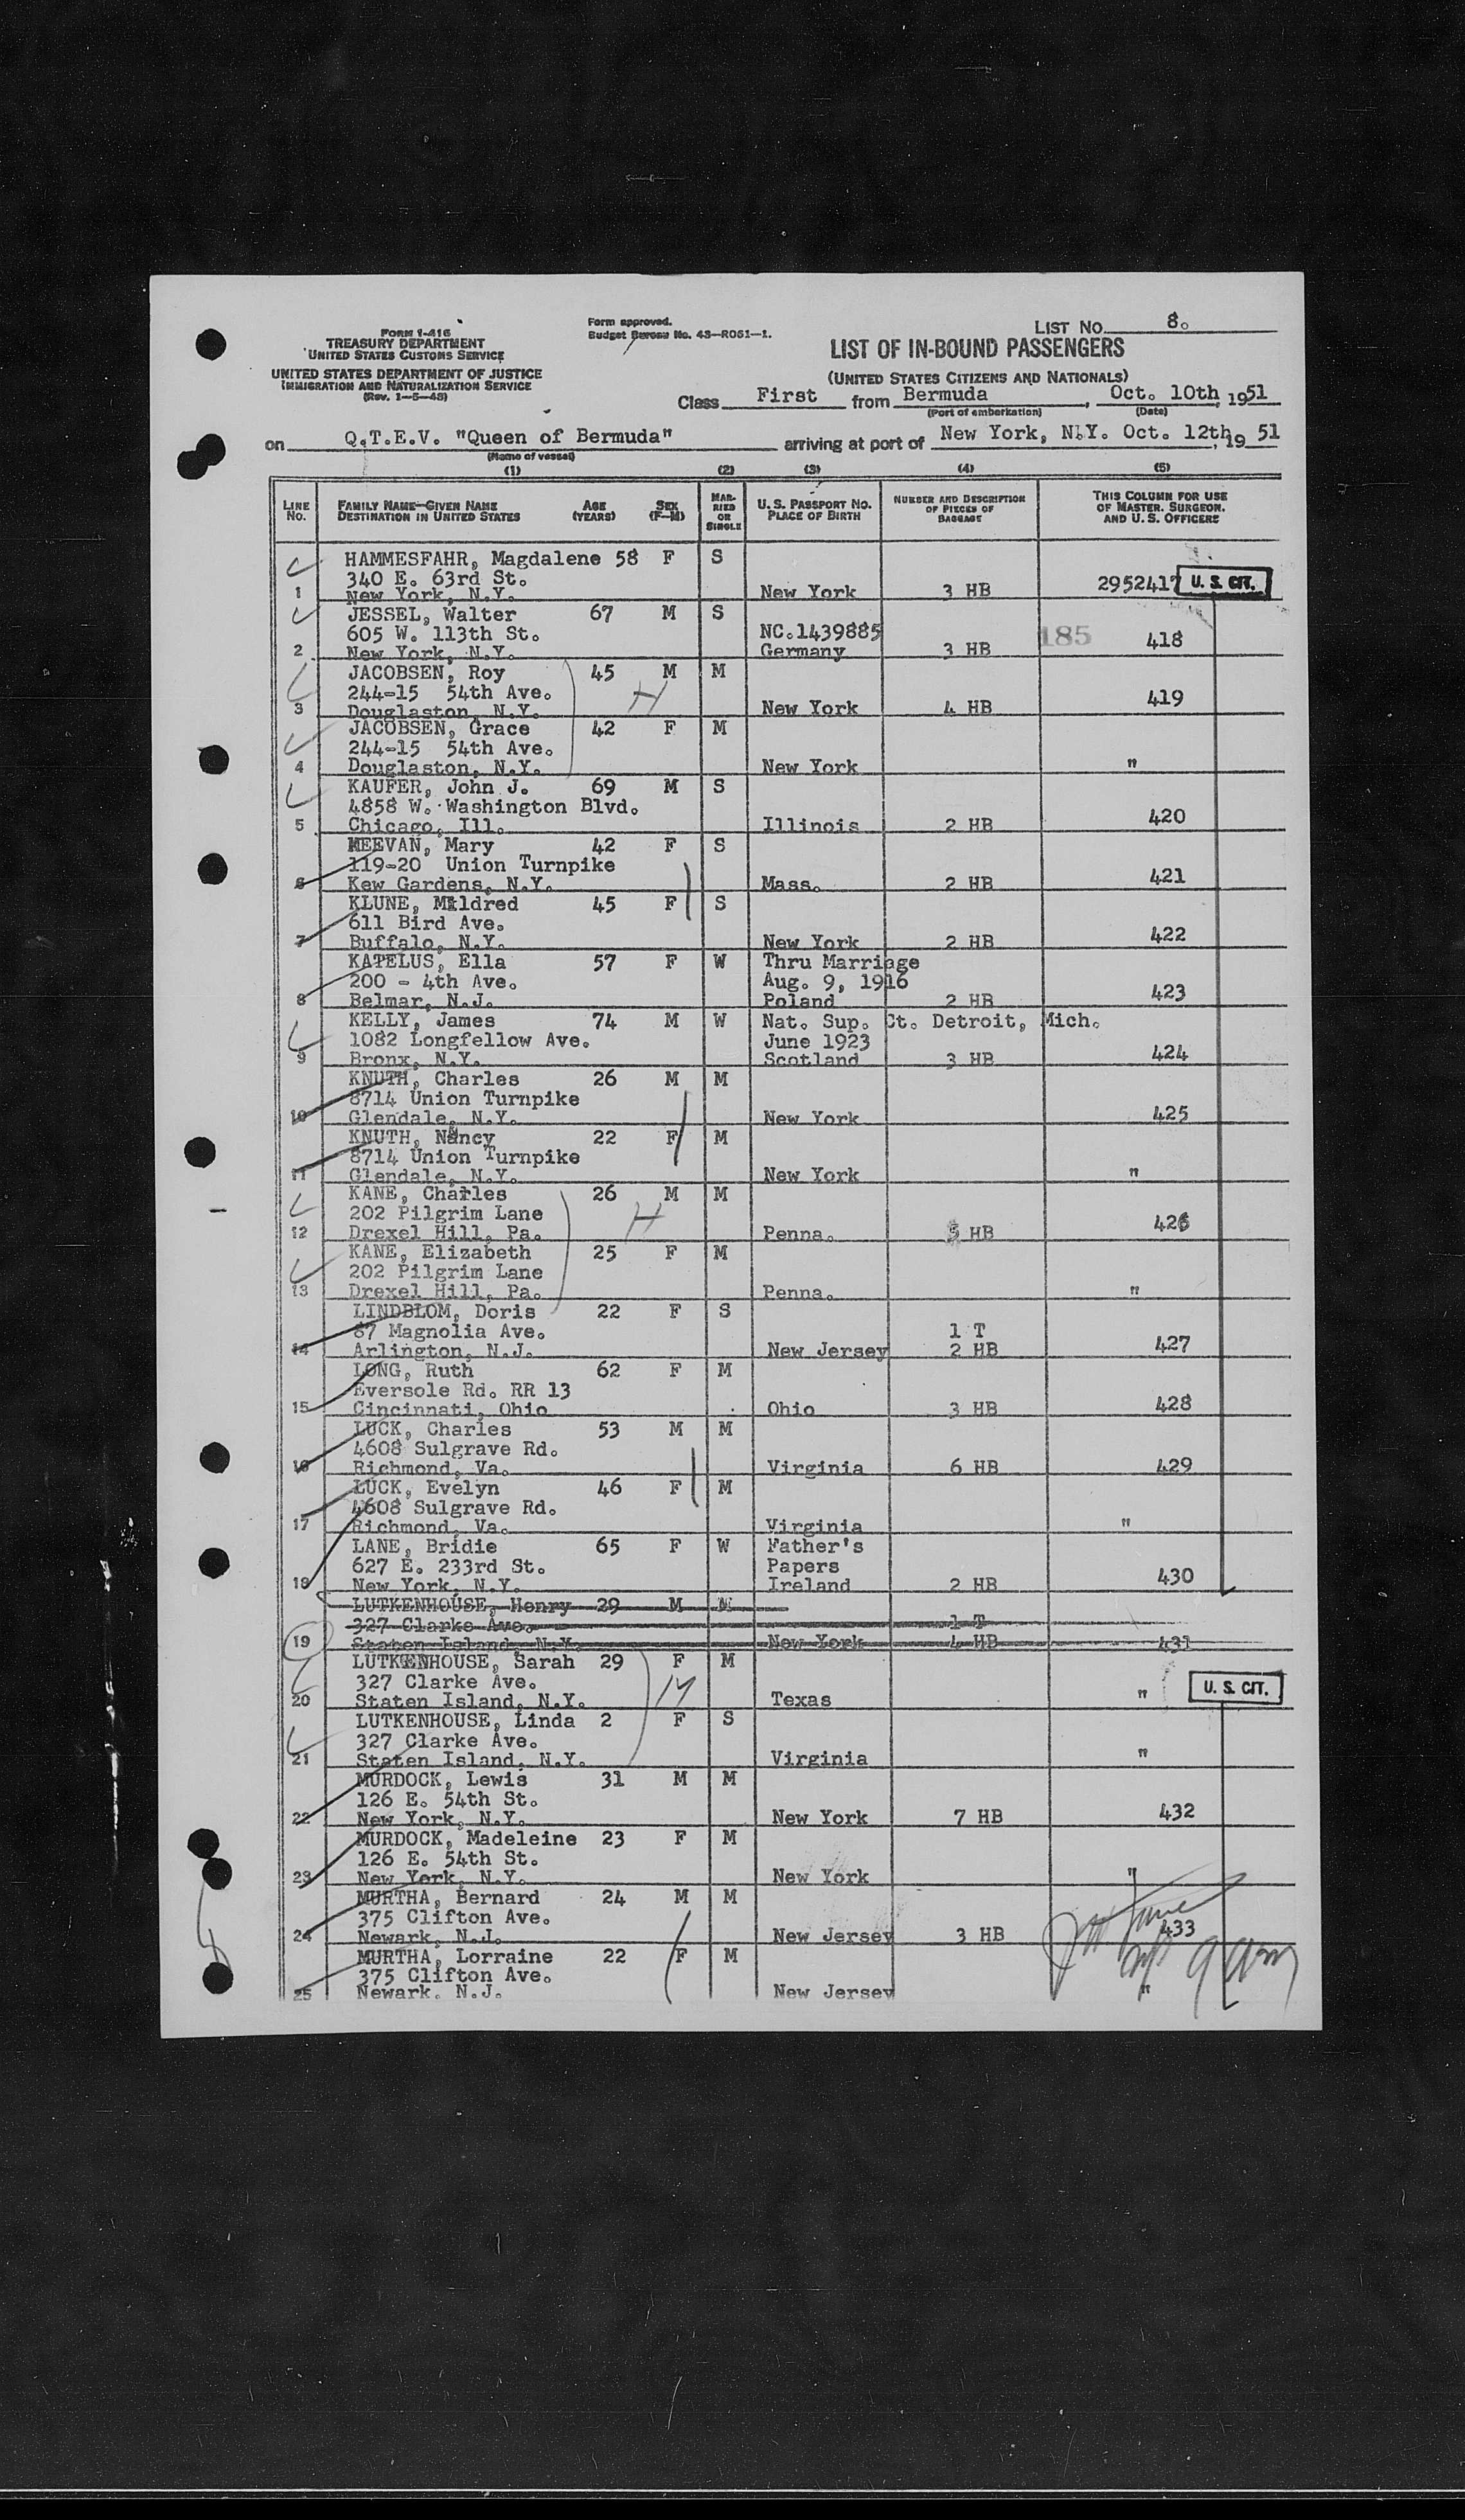 LIST NO. 8.
FORM I-416
TREASURY DEPARTMENT
UNITED STATES CUSTOMS SERVICE
UNITED STATES DEPARTMENT OF JUSTICE
IMMIGRATION AND NATURALIZATION SERVICE
(Rev. 1-5-48)
Form approved.
Budget Bureau No. 43-R061-1.
LIST OF IN-BOUND PASSENGERS
(UNITED STATES CITIZENS AND NATIONALS)
Class First from Bermuda, Oct. 10th, 1951
(Port of embarkation) (Date)
on Q.T.E.V. "Queen of Bermuda" arriving at port of New York, N.Y. Oct. 12th, 19 51
(Name of vessel)
(1) (2) (3) (4) (5)
LINE NO. FAMILY NAME—GIVEN NAME DESTINATION IN UNITED STATES AGE (YEARS) SEX (F-M) MARRIED OR SINGLE U. S. PASSPORT NO. PLACE OF BIRTH NUMBER AND DESCRIPTION OF PIECES OF BAGGAGE THIS COLUMN FOR USE OF MASTER, SURGEON, AND U. S. OFFICERS
HAMMESFAHR, Magdalene 58 F S
340 E. 63rd St. 2952417 U. S. CIT.
1 New York, N.Y. New York 3 HB
JESSEL, Walter 67 M S
605 W. 113th St. NC.1439885 185 418
2 New York, N.Y. Germany 3 HB
JACOBSEN, Roy 45 M M
244-15 54th Ave. H 419
3 Douglaston, N.Y. New York 4 HB
JACOBSEN, Grace 42 F M
244-15 54th Ave.
4 Douglaston, N.Y. New York "
KAUFER, John J. 69 M S
4858 W. Washington Blvd.
5 Chicago, Ill. Illinois 2 HB 420
KEEVAN, Mary 42 F S
119-20 Union Turnpike
6 Kew Gardens, N.Y. Mass. 2 HB 421
KLUNE, Mildred 45 F S
611 Bird Ave.
7 Buffalo, N.Y. New York 2 HB 422
KATELUS, Ella 57 F W Thru Marriage
200 - 4th Ave. Aug. 9, 1916
8 Belmar, N.J. Poland 2 HB 423
KELLY, James 74 M W Nat. Sup. Ct. Detroit, Mich.
1082 Longfellow Ave. June 1923
9 Bronx, N.Y. Scotland 3 HB 424
KNUTH, Charles 26 M M
8714 Union Turnpike
10 Glendale, N.Y. New York 425
KNUTH, Nancy 22 F M
8714 Union Turnpike
11 Glendale, N.Y. New York "
KANE, Charles 26 M M
202 Pilgrim Lane H
12 Drexel Hill, Pa. Penna. 5 HB 426
KANE, Elizabeth 25 F M
202 Pilgrim Lane
13 Drexel Hill, Pa. Penna. "
LINDBLOM, Doris 22 F S
87 Magnolia Ave. 1 T
14 Arlington, N.J. New Jersey 2 HB 427
LONG, Ruth 62 F M
Eversole Rd. RR 13
15 Cincinnati, Ohio Ohio 3 HB 428
LUCK, Charles 53 M M
4608 Sulgrave Rd.
16 Richmond, Va. Virginia 6 HB 429
LUCK, Evelyn 46 F M
4608 Sulgrave Rd.
17 Richmond, Va. Virginia "
LANE, Bridie 65 F W Father's
627 E. 233rd St. Papers
18 New York, N.Y. Ireland 2 HB 430
LUTKENHOUSE, Henry 29 M M
327 Clarke Ave. 1 T
19 Staten Island, N.Y. New York 4 HB 431
LUTKENHOUSE, Sarah 29 F M
327 Clarke Ave. U. S. CIT.
20 Staten Island, N.Y. Texas "
LUTKENHOUSE, Linda 2 F S
327 Clarke Ave.
21 Staten Island, N.Y. Virginia "
MURDOCK, Lewis 31 M M
126 E. 54th St.
22 New York, N.Y. New York 7 HB 432
MURDOCK, Madeleine 23 F M
126 E. 54th St.
23 New York, N.Y. New York "
MURTHA, Bernard 24 M M
375 Clifton Ave.
24 Newark, N.J. New Jersey 3 HB 433
MURTHA, Lorraine 22 F M
375 Clifton Ave.
25 Newark, N.J. New Jersey "